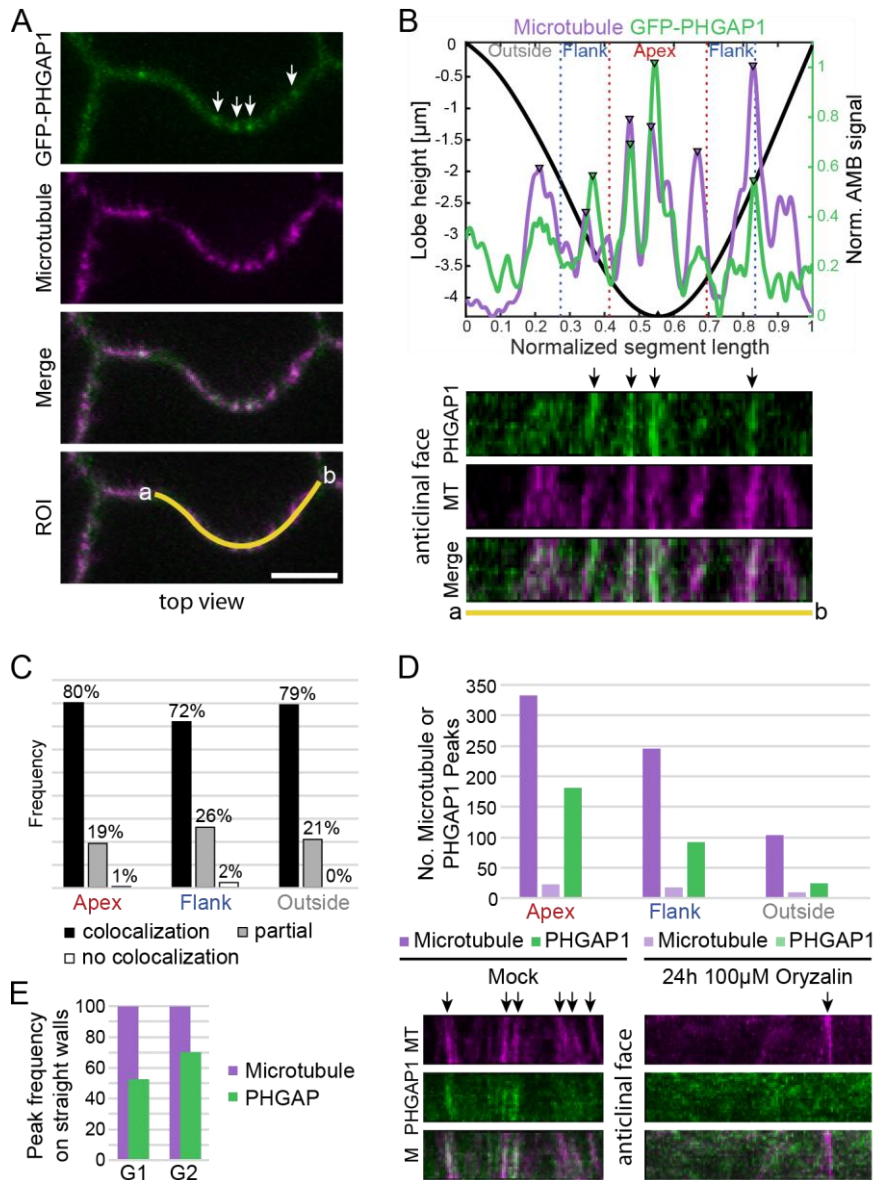 A
GFP-PHGAP1
Microtubule
Merge
ROI
a
b
top view
B
Microtubule GFP-PHGAP1
Outside Flank Apex Flank
Lobe height [µm]
0
-0.5
-1
-1.5
-2
-2.5
-3
-3.5
-4
Norm. AMB signal
1
0.8
0.6
0.4
0.2
0
0 0.1 0.2 0.3 0.4 0.5 0.6 0.7 0.8 0.9 1
Normalized segment length
anticlinal face
PHGAP1
MT
Merge
a
b
C
Frequency
80%
19%
1%
72%
26%
2%
79%
21%
0%
Apex Flank Outside
colocalization partial
no colocalization
D
No. Microtubule or
PHGAP1 Peaks
350
300
250
200
150
100
50
0
Apex Flank Outside
Microtubule PHGAP1 Microtubule PHGAP1
Mock 24h 100µM Oryzalin
MT
PHGAP1
M
anticlinal face
E
Peak frequency
on straight walls
100
80
60
40
20
0
G1 G2
Microtubule
PHGAP